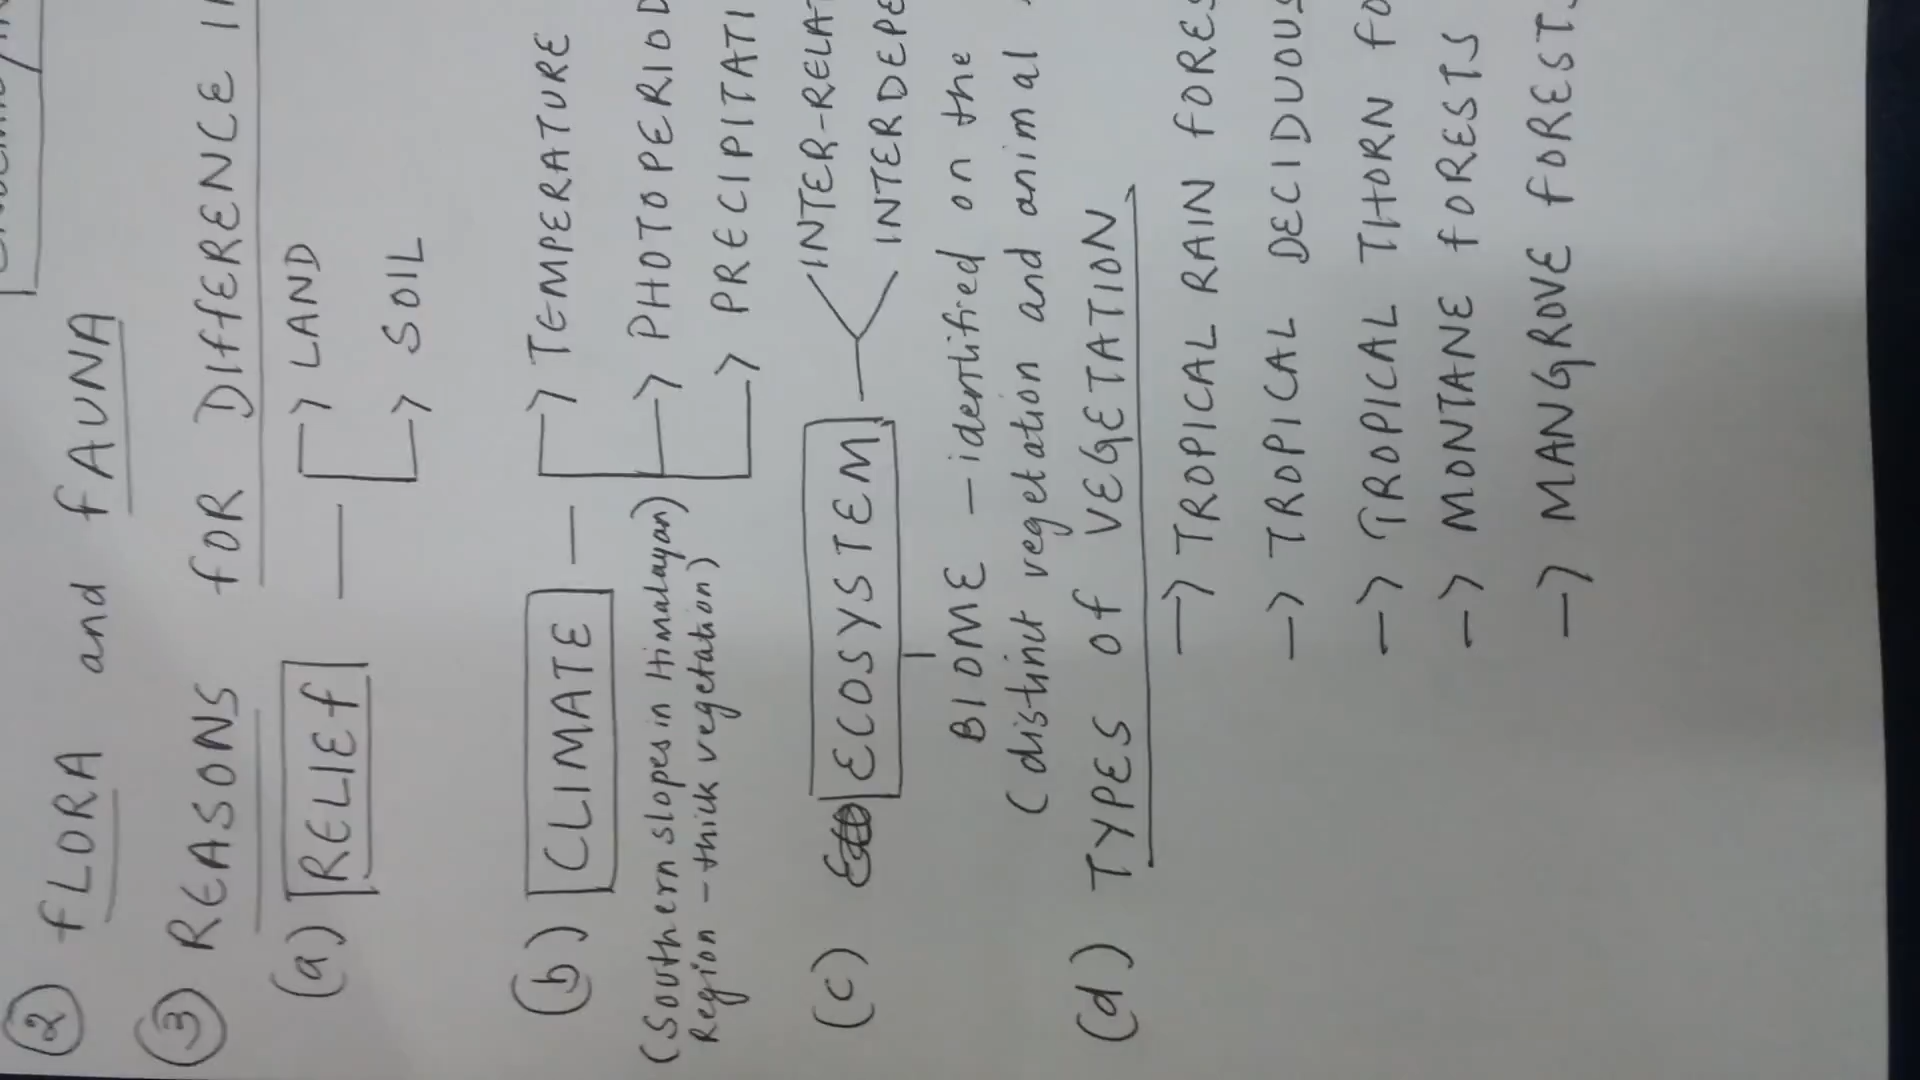 ② FLORA and FAUNA
③ REASONS FOR DIFFERENCE
(a) RELIEF — → LAND
→ SOIL
(b) CLIMATE — → TEMPERATURE
(Southern slopes in Himalayan → PHOTOPERIOD
Region - thick vegetation) → PRECIPITATI
INTER-RELAT
(c) ECOSYSTEM — INTERDEPE
BIOME - identified on the
(distinct vegetation and animal
(d) TYPES OF VEGETATION
→ TROPICAL RAIN FORES
→ TROPICAL DECIDUOUS
→ TROPICAL THORN FO
→ MONTANE FORESTS
→ MANGROVE FORESTS